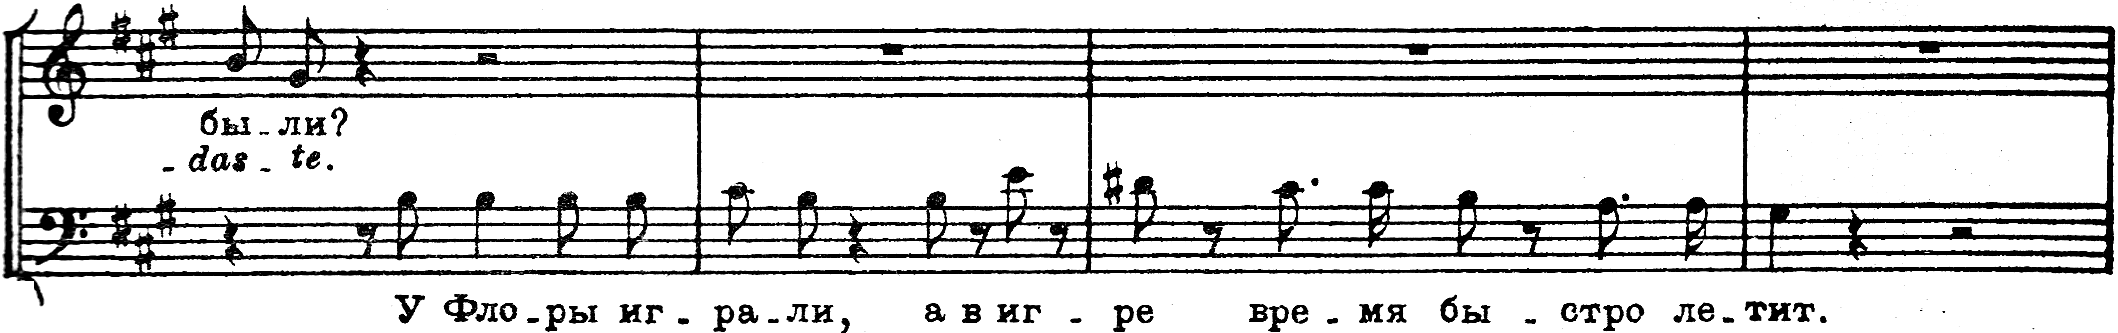 бы-ли?
-das-te.
У Фло-ры иг-ра-ли, а в иг-ре вре-мя бы-стро ле-тит.